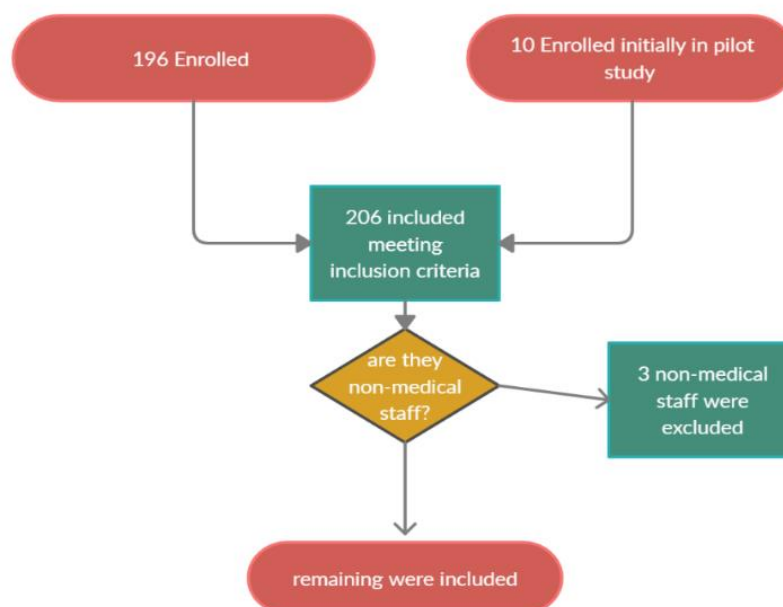 196 Enrolled
10 Enrolled initially in pilot
study
206 included
meeting
inclusion criteria
are they
non-medical
staff?
3 non-medical
staff were
excluded
remaining were included